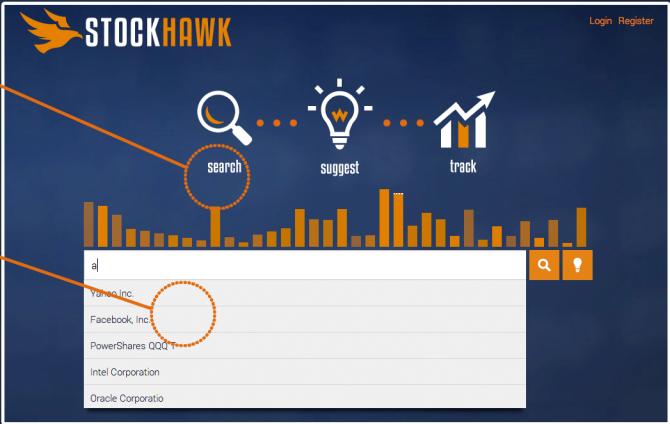 STOCKHAWK
Login Register
search
suggest
track
a
Yahoo Inc.
Facebook, Inc.
PowerShares QQQ T
Intel Corporation
Oracle Corporatio